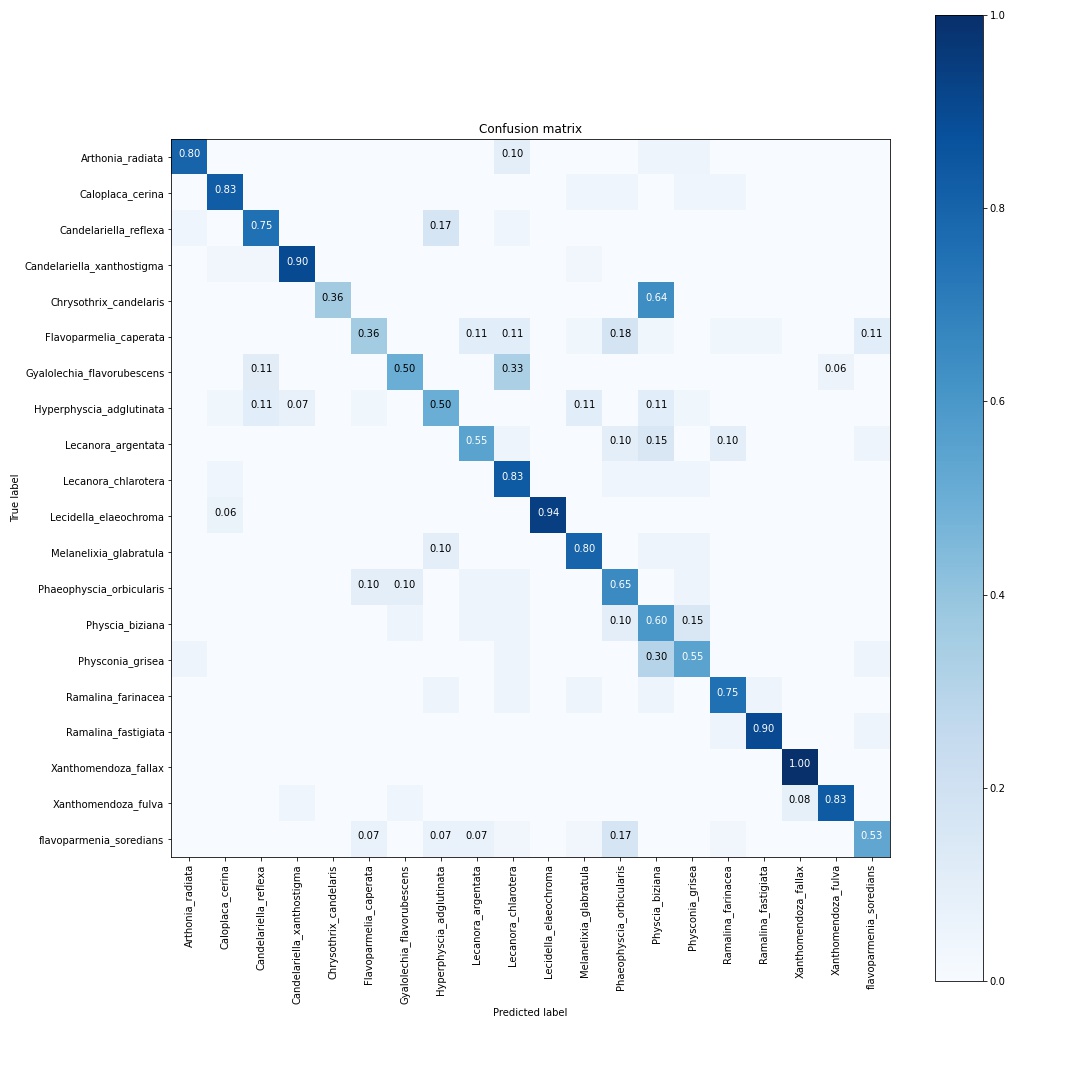 Confusion matrix
1.0
0.8
0.6
0.4
0.2
0.0
True label
Arthonia_radiata 0.80 0.10
Caloplaca_cerina 0.83
Candelariella_reflexa 0.75 0.17
Candelariella_xanthostigma 0.90
Chrysothrix_candelaris 0.36 0.64
Flavoparmelia_caperata 0.36 0.11 0.11 0.18 0.11
Gyalolechia_flavorubescens 0.11 0.50 0.33 0.06
Hyperphyscia_adglutinata 0.11 0.07 0.50 0.11 0.11
Lecanora_argentata 0.55 0.10 0.15 0.10
Lecanora_chlarotera 0.83
Lecidella_elaeochroma 0.06 0.94
Melanelixia_glabratula 0.10 0.80
Phaeophyscia_orbicularis 0.10 0.10 0.65
Physcia_biziana 0.10 0.60 0.15
Physconia_grisea 0.30 0.55
Ramalina_farinacea 0.75
Ramalina_fastigiata 0.90
Xanthomendoza_fallax 1.00
Xanthomendoza_fulva 0.08 0.83
flavoparmenia_soredians 0.07 0.07 0.07 0.17 0.53
Arthonia_radiata
Caloplaca_cerina
Candelariella_reflexa
Candelariella_xanthostigma
Chrysothrix_candelaris
Flavoparmelia_caperata
Gyalolechia_flavorubescens
Hyperphyscia_adglutinata
Lecanora_argentata
Lecanora_chlarotera
Lecidella_elaeochroma
Melanelixia_glabratula
Phaeophyscia_orbicularis
Physcia_biziana
Physconia_grisea
Ramalina_farinacea
Ramalina_fastigiata
Xanthomendoza_fallax
Xanthomendoza_fulva
flavoparmenia_soredians
Predicted label